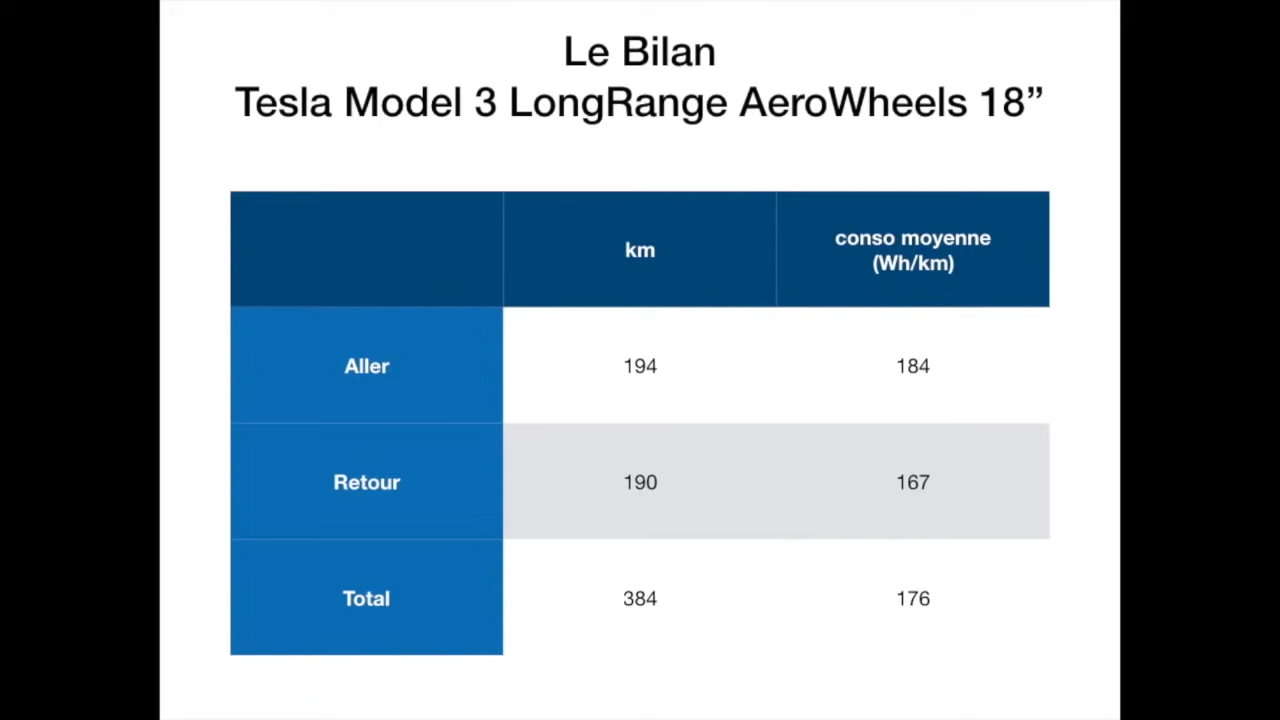 Le Bilan
Tesla Model 3 LongRange AeroWheels 18”
km
conso moyenne
(Wh/km)
Aller 194 184
Retour 190 167
Total 384 176